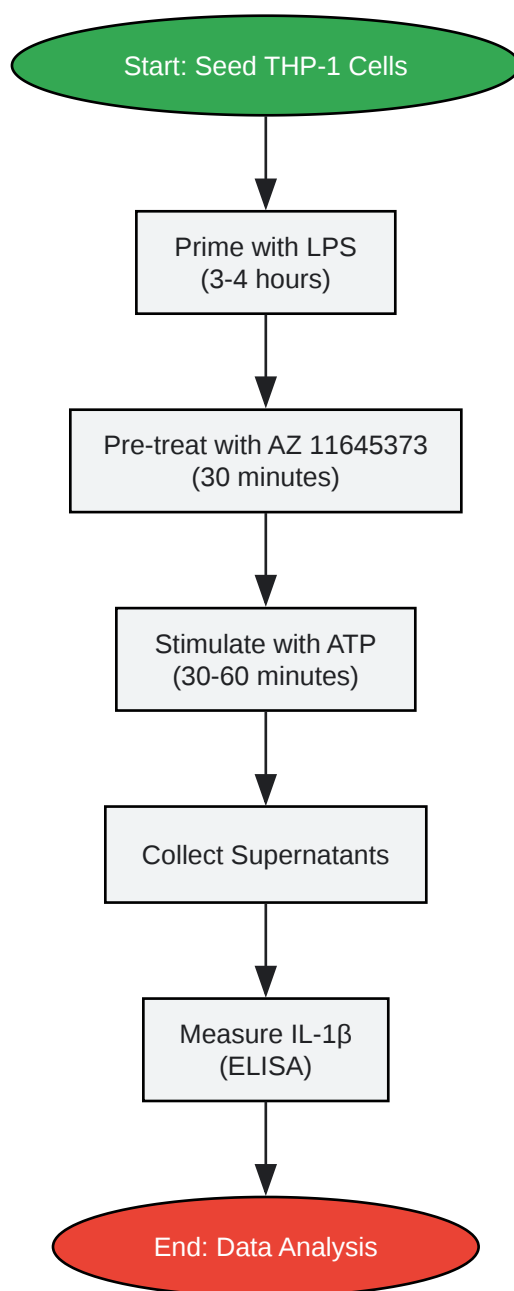 Start: Seed THP-1 Cells
Prime with LPS
(3-4 hours)
Pre-treat with AZ 11645373
(30 minutes)
Stimulate with ATP
(30-60 minutes)
Collect Supernatants
Measure IL-1β
(ELISA)
End: Data Analysis